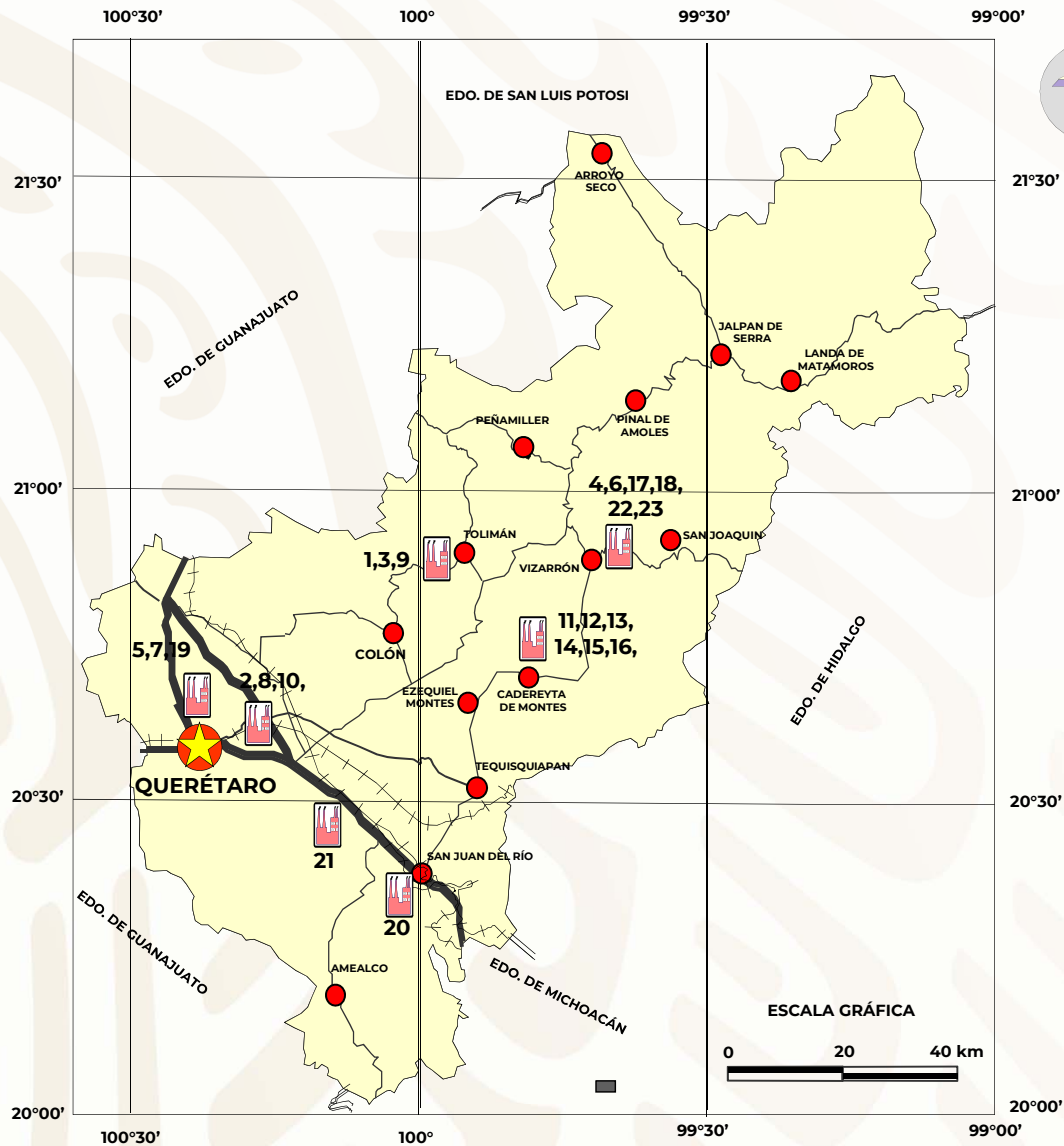 100°30’
100°
99°30’
99°00’
EDO. DE SAN LUIS POTOSI
21°30’
21°30’
ARROYO
SECO
EDO. DE GUANAJUATO
JALPAN DE
SERRA
LANDA DE
MATAMOROS
PEÑAMILLER
PINAL DE
AMOLES
4,6,17,18,
22,23
21°00’
21°00’
TOLIMÁN
SAN JOAQUIN
1,3,9
VIZARRÓN
11,12,13,
14,15,16,
5,7,19
COLÓN
EDO. DE HIDALGO
2,8,10,
EZEQUIEL
MONTES
CADEREYTA
DE MONTES
TEQUISQUIAPAN
QUERÉTARO
20°30’
20°30’
21
SAN JUAN DEL RÍO
20
EDO. DE GUANAJUATO
AMEALCO
EDO. DE MICHOACÁN
ESCALA GRÁFICA
0 20 40 km
20°00’
20°00’
100°30’
100°
99°30’
99°00’